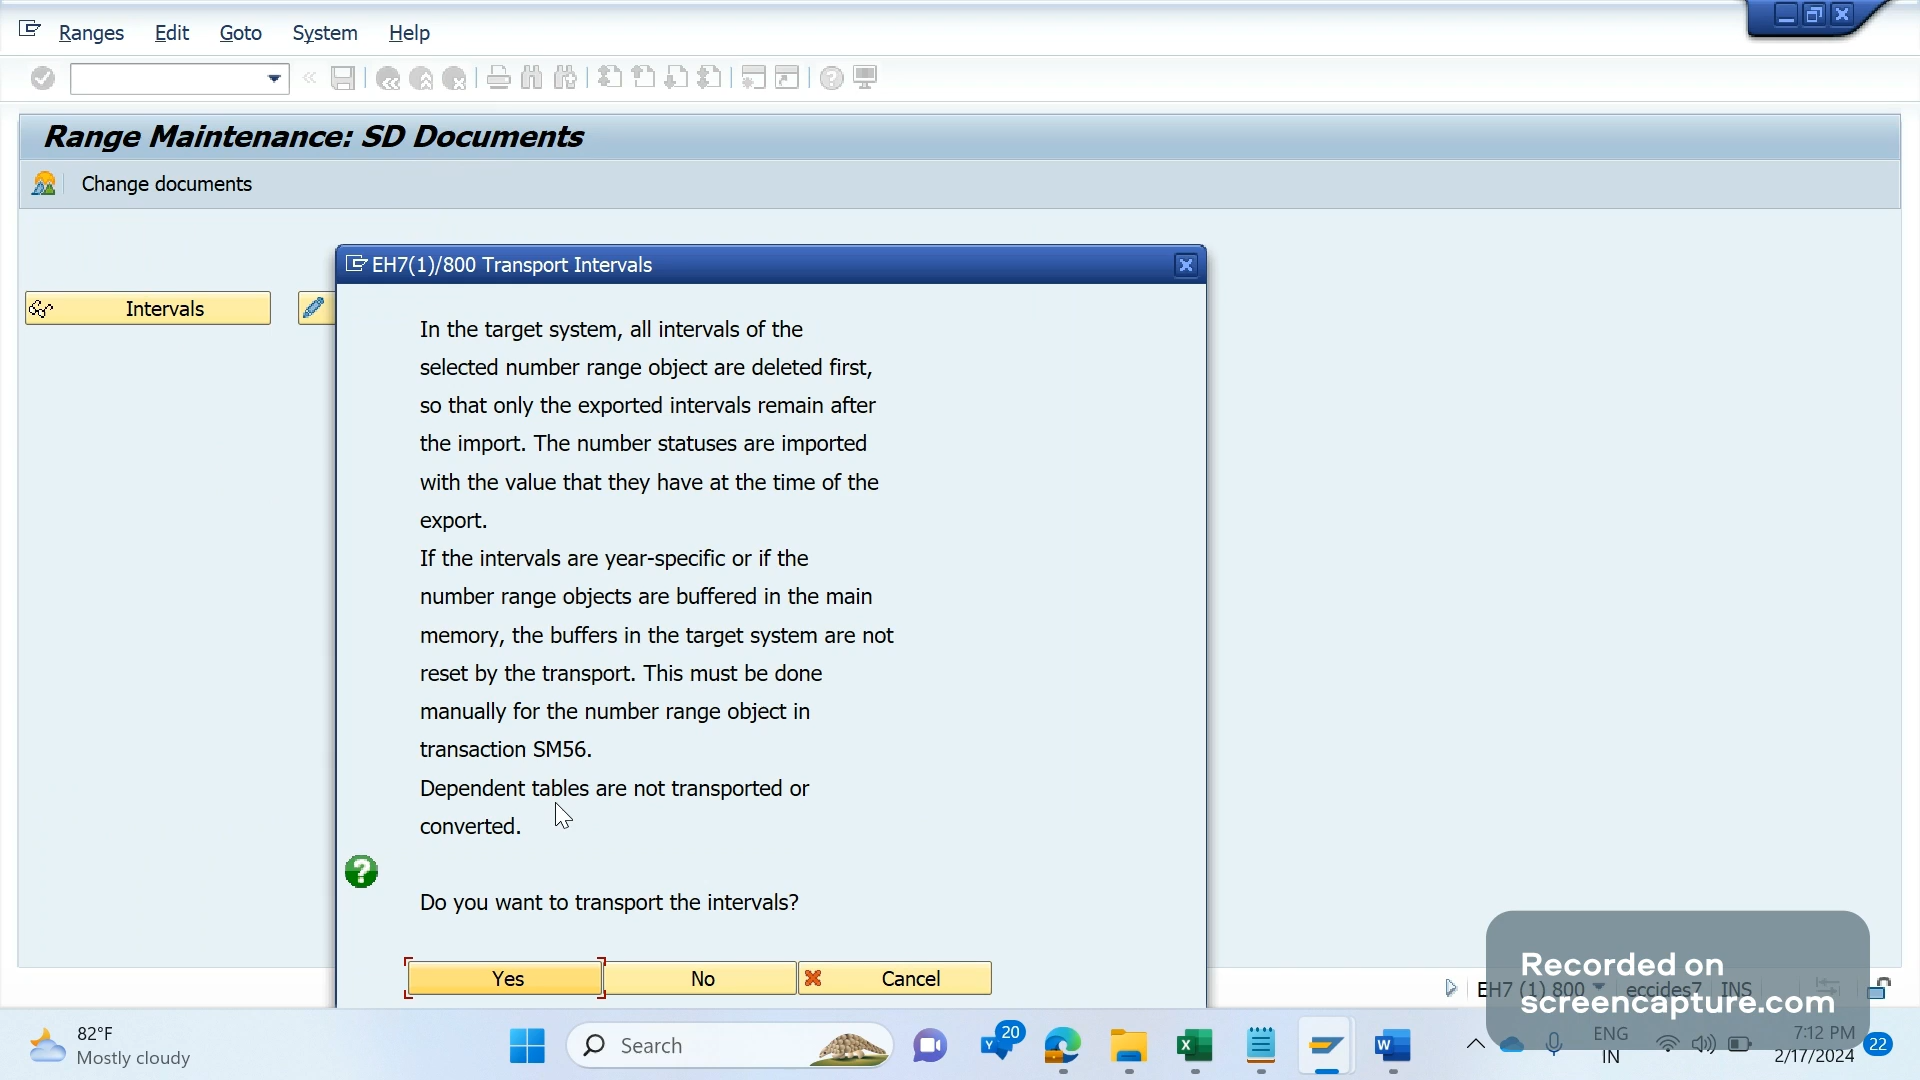 Ranges Edit Goto System Help
Range Maintenance: SD Documents
Change documents
EH7(1)/800 Transport Intervals
Intervals
In the target system, all intervals of the
selected number range object are deleted first,
so that only the exported intervals remain after
the import. The number statuses are imported
with the value that they have at the time of the
export.
If the intervals are year-specific or if the
number range objects are buffered in the main
memory, the buffers in the target system are not
reset by the transport. This must be done
manually for the number range object in
transaction SM56.
Dependent tables are not transported or
converted.
Do you want to transport the intervals?
Yes No Cancel
Recorded on
screencapture.com
EH7 (1) 800 eccides7 INS
82°F
Mostly cloudy
Search
20
ENG
IN
7:12 PM
2/17/2024
22